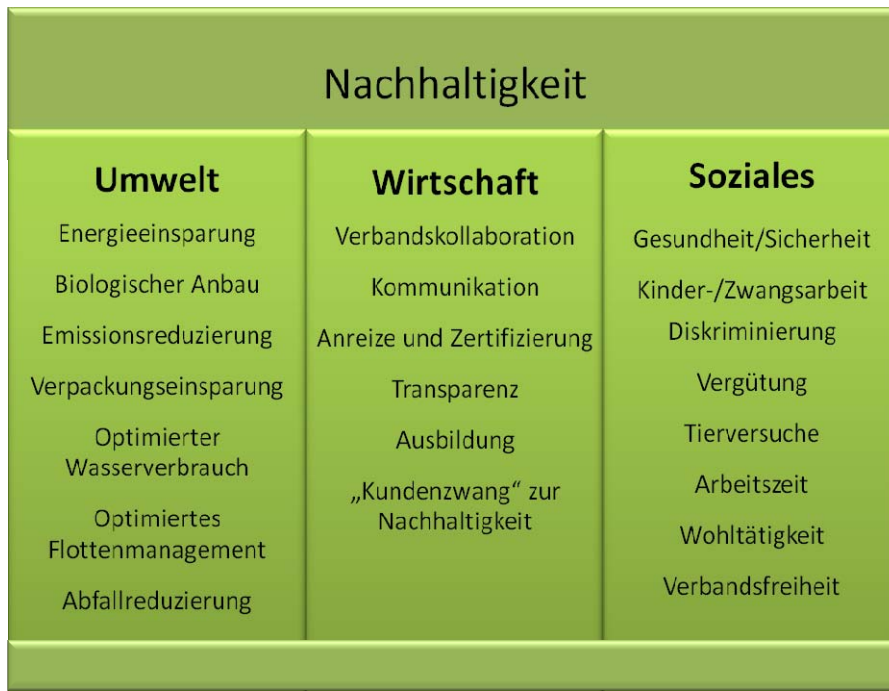 Nachhaltigkeit
Umwelt
Energieeinsparung
Biologischer Anbau
Emissionsreduzierung
Verpackungseinsparung
Optimierter
Wasserverbrauch
Optimiertes
Flottenmanagement
Abfallreduzierung
Wirtschaft
Verbandskollaboration
Kommunikation
Anreize und Zertifizierung
Transparenz
Ausbildung
„Kundenzwang“ zur
Nachhaltigkeit
Soziales
Gesundheit/Sicherheit
Kinder-/Zwangsarbeit
Diskriminierung
Vergütung
Tierversuche
Arbeitszeit
Wohltätigkeit
Verbandsfreiheit